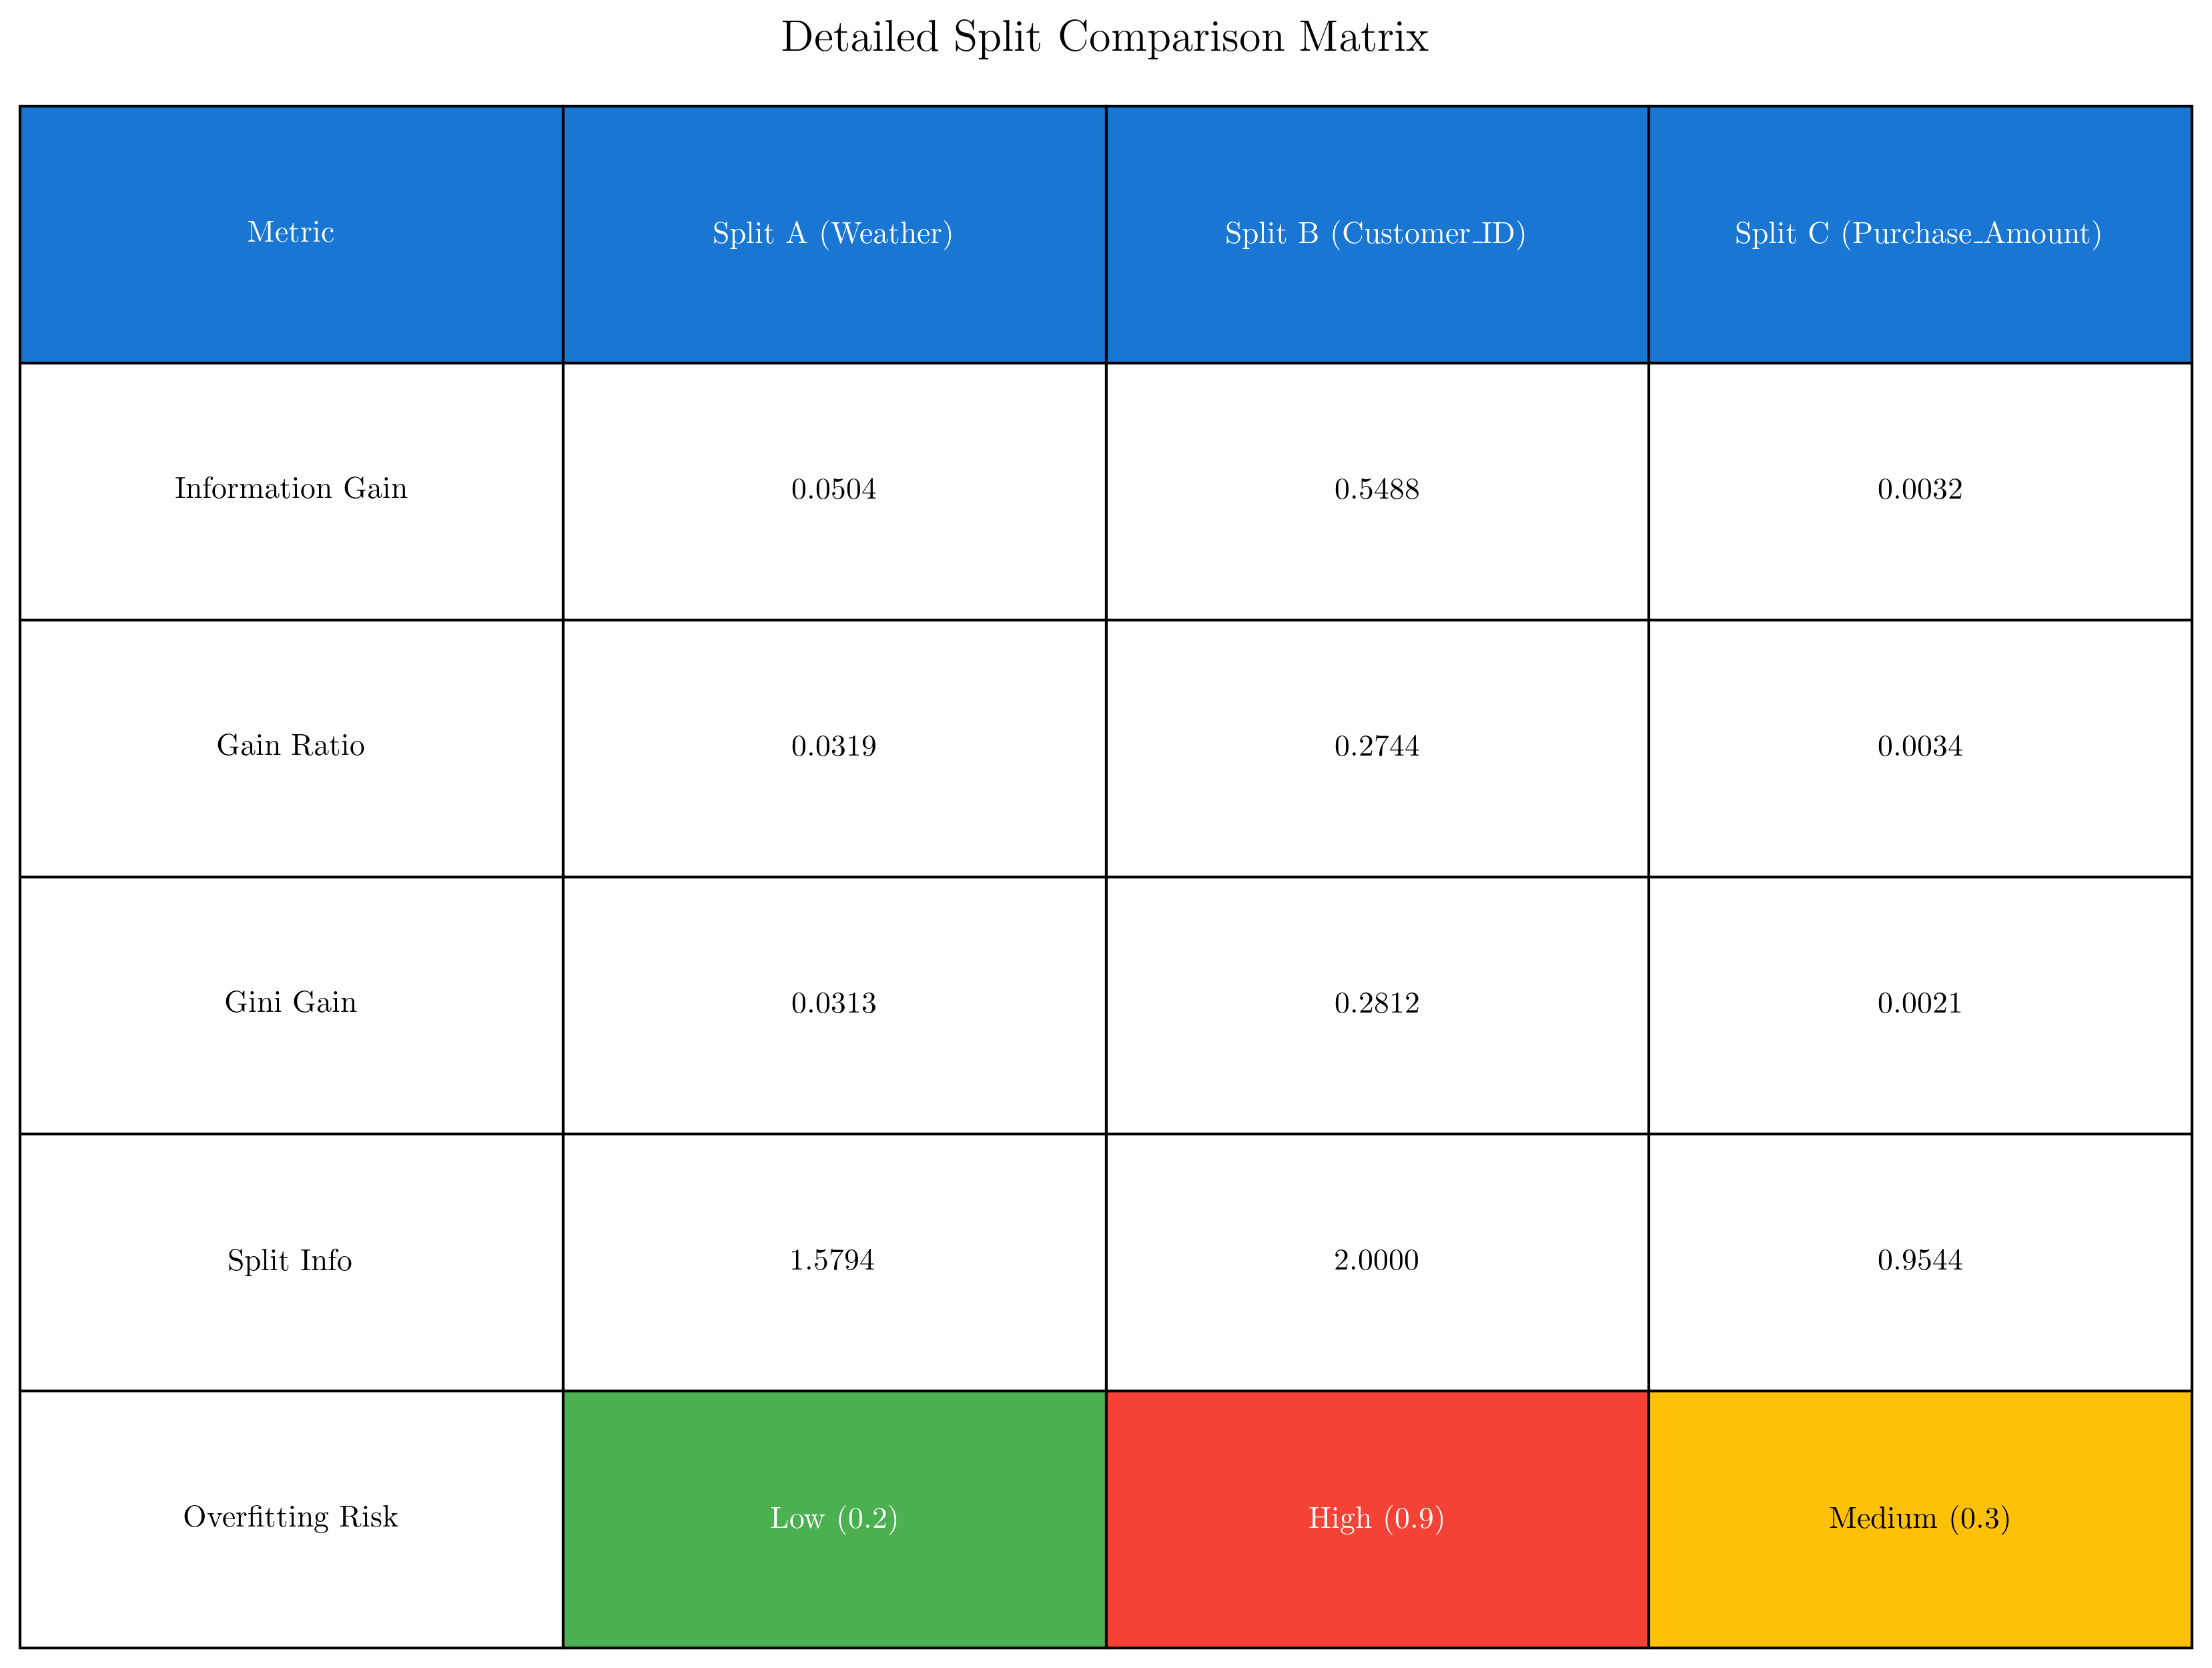 Detailed Split Comparison Matrix
Metric Split A (Weather) Split B (Customer_ID) Split C (Purchase_Amount)
Information Gain 0.0504 0.5488 0.0032
Gain Ratio 0.0319 0.2744 0.0034
Gini Gain 0.0313 0.2812 0.0021
Split Info 1.5794 2.0000 0.9544
Overfitting Risk Low (0.2) High (0.9) Medium (0.3)